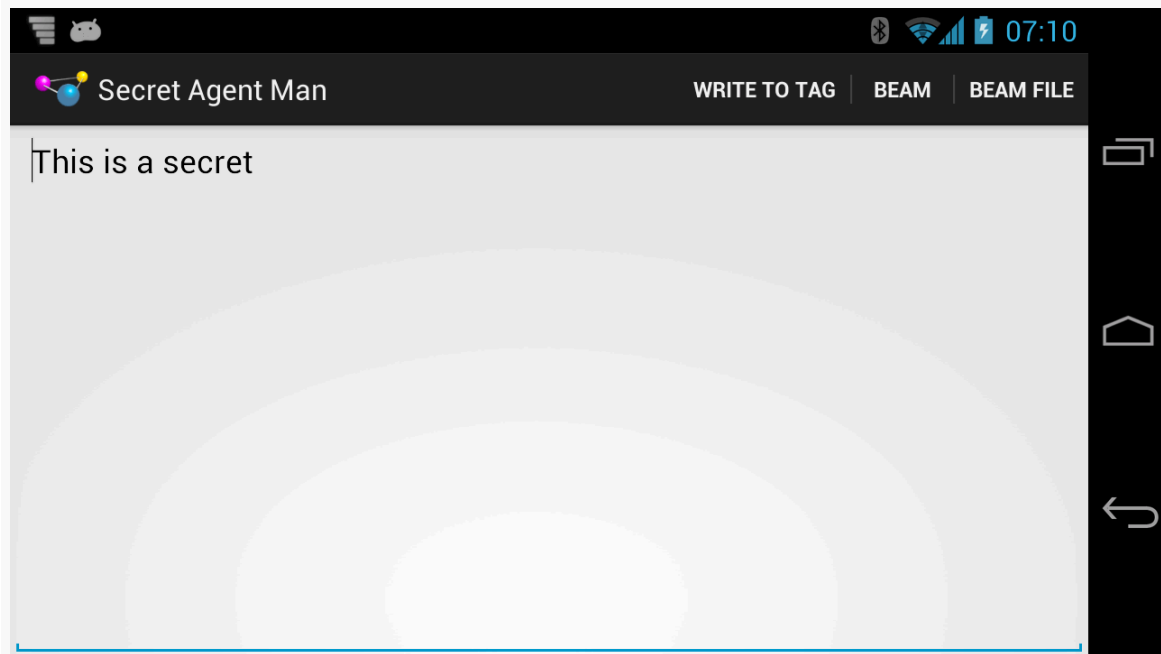 07:10
Secret Agent Man WRITE TO TAG BEAM BEAM FILE
This is a secret